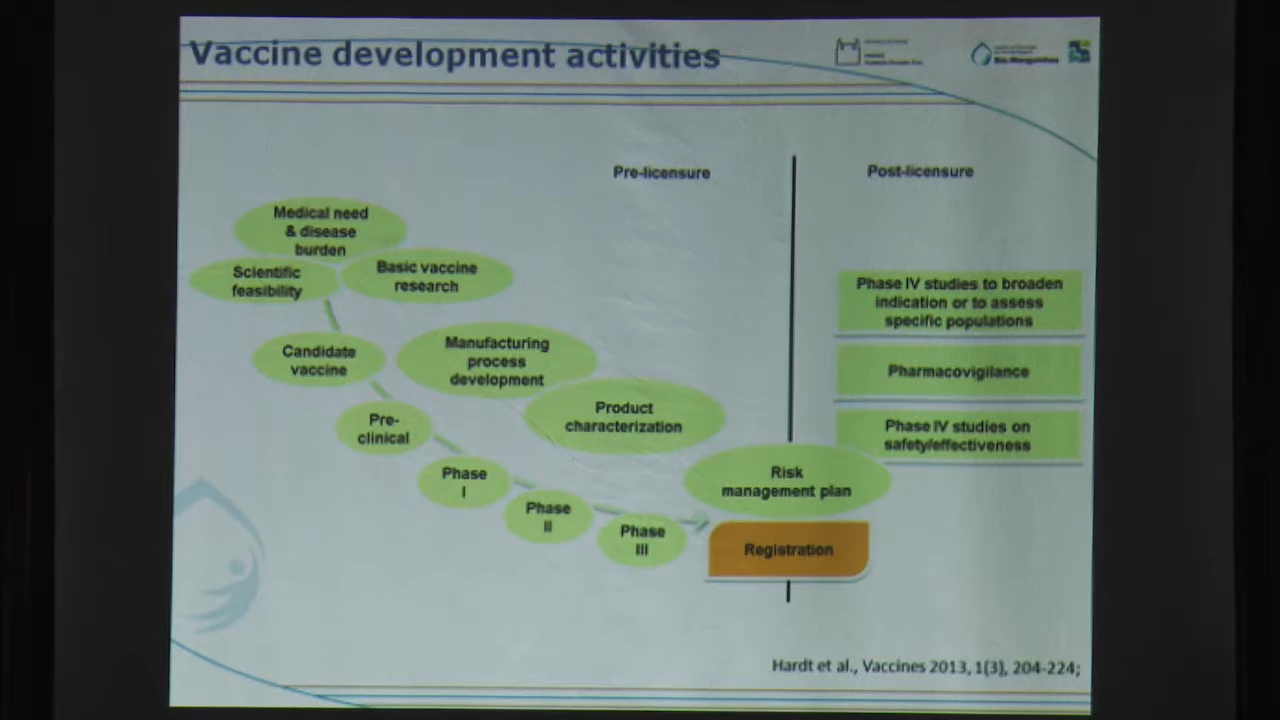 Vaccine development activities
Bio-Manguinhos
Pre-licensure
Post-licensure
Medical need
& disease
burden
Scientific
feasibility
Basic vaccine
research
Candidate
vaccine
Manufacturing
process
development
Product
characterization
Pre-
clinical
Phase
I
Phase
II
Phase
III
Risk
management plan
Registration
Phase IV studies to broaden
indication or to assess
specific populations
Pharmacovigilance
Phase IV studies on
safety/effectiveness
Hardt et al., Vaccines 2013, 1(3), 204-224;